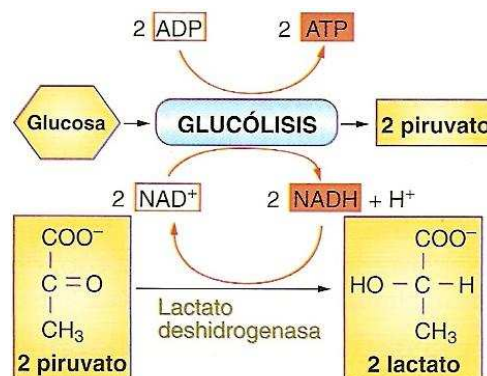 2 ADP 2 ATP
Glucosa GLUCÓLISIS 2 piruvato
2 NAD⁺ 2 NADH + H⁺
COO⁻
C = O
CH₃
2 piruvato
Lactato
deshidrogenasa
COO⁻
HO – C – H
CH₃
2 lactato